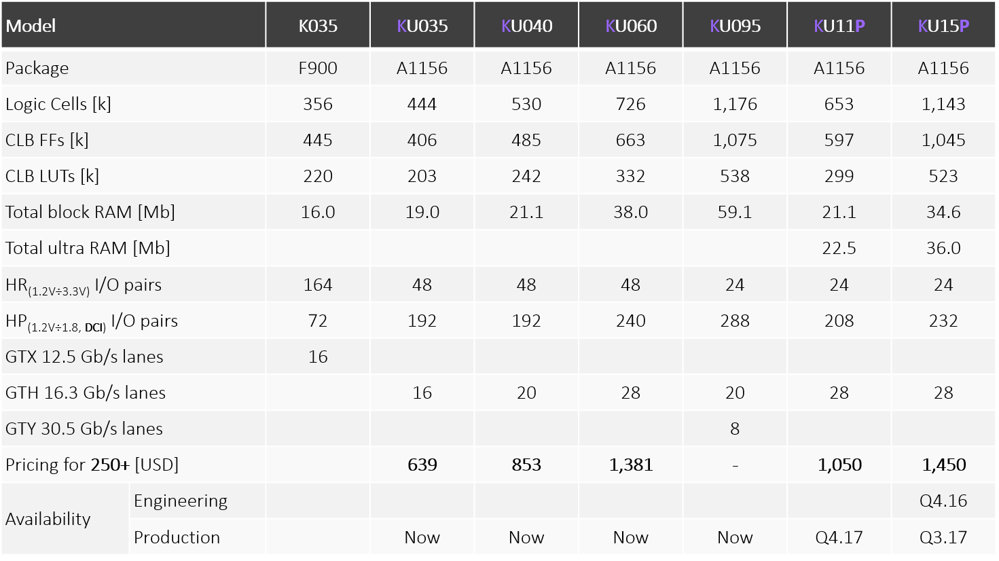 Model K035 KU035 KU040 KU060 KU095 KU11P KU15P
Package F900 A1156 A1156 A1156 A1156 A1156 A1156
Logic Cells [k] 356 444 530 726 1,176 653 1,143
CLB FFs [k] 445 406 485 663 1,075 597 1,045
CLB LUTs [k] 220 203 242 332 538 299 523
Total block RAM [Mb] 16.0 19.0 21.1 38.0 59.1 21.1 34.6
Total ultra RAM [Mb] 22.5 36.0
HR(1.2V÷3.3V) I/O pairs 164 48 48 48 24 24 24
HP(1.2V÷1.8, DCI) I/O pairs 72 192 192 240 288 208 232
GTX 12.5 Gb/s lanes 16
GTH 16.3 Gb/s lanes 16 20 28 20 28 28
GTY 30.5 Gb/s lanes 8
Pricing for 250+ [USD] 639 853 1,381 - 1,050 1,450
Availability
Engineering Q4.16
Production Now Now Now Now Q4.17 Q3.17